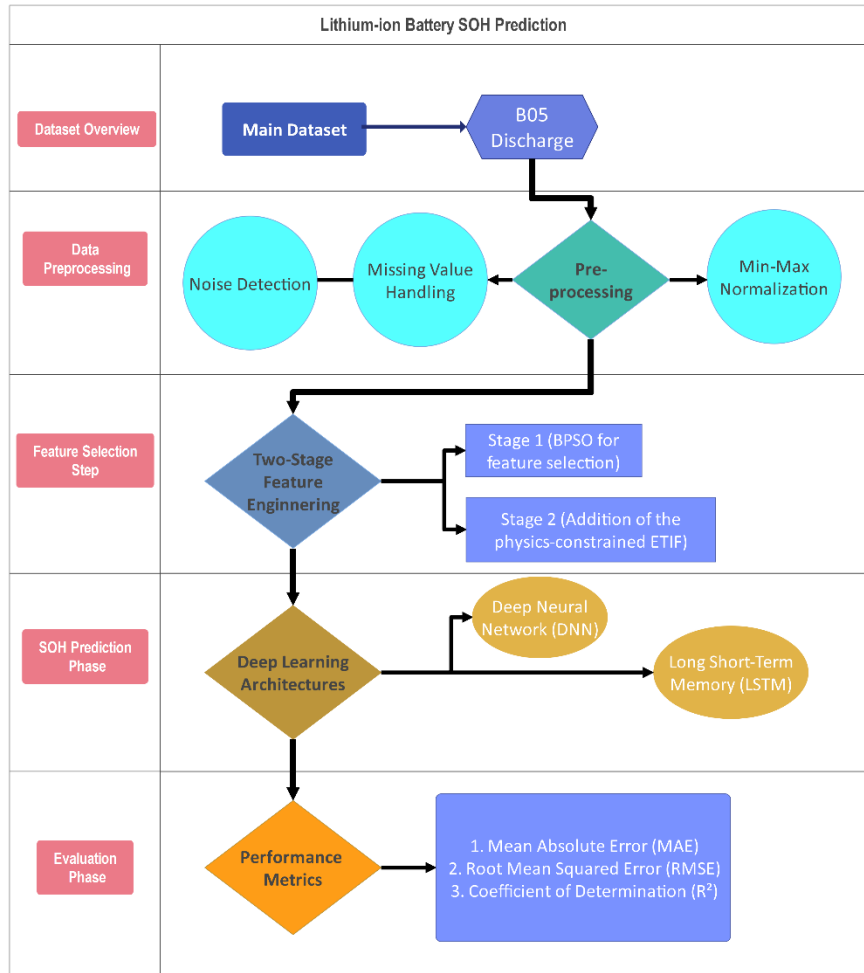 Lithium-ion Battery SOH Prediction
Dataset Overview
Main Dataset
B05
Discharge
Data
Preprocessing
Noise Detection
Missing Value
Handling
Pre-
processing
Min-Max
Normalization
Feature Selection
Step
Two-Stage
Feature
Enginnering
Stage 1 (BPSO for
feature selection)
Stage 2 (Addition of the
physics-constrained ETIF)
SOH Prediction
Phase
Deep Learning
Architectures
Deep Neural
Network (DNN)
Long Short-Term
Memory (LSTM)
Evaluation
Phase
Performance
Metrics
1. Mean Absolute Error (MAE)
2. Root Mean Squared Error (RMSE)
3. Coefficient of Determination (R²)